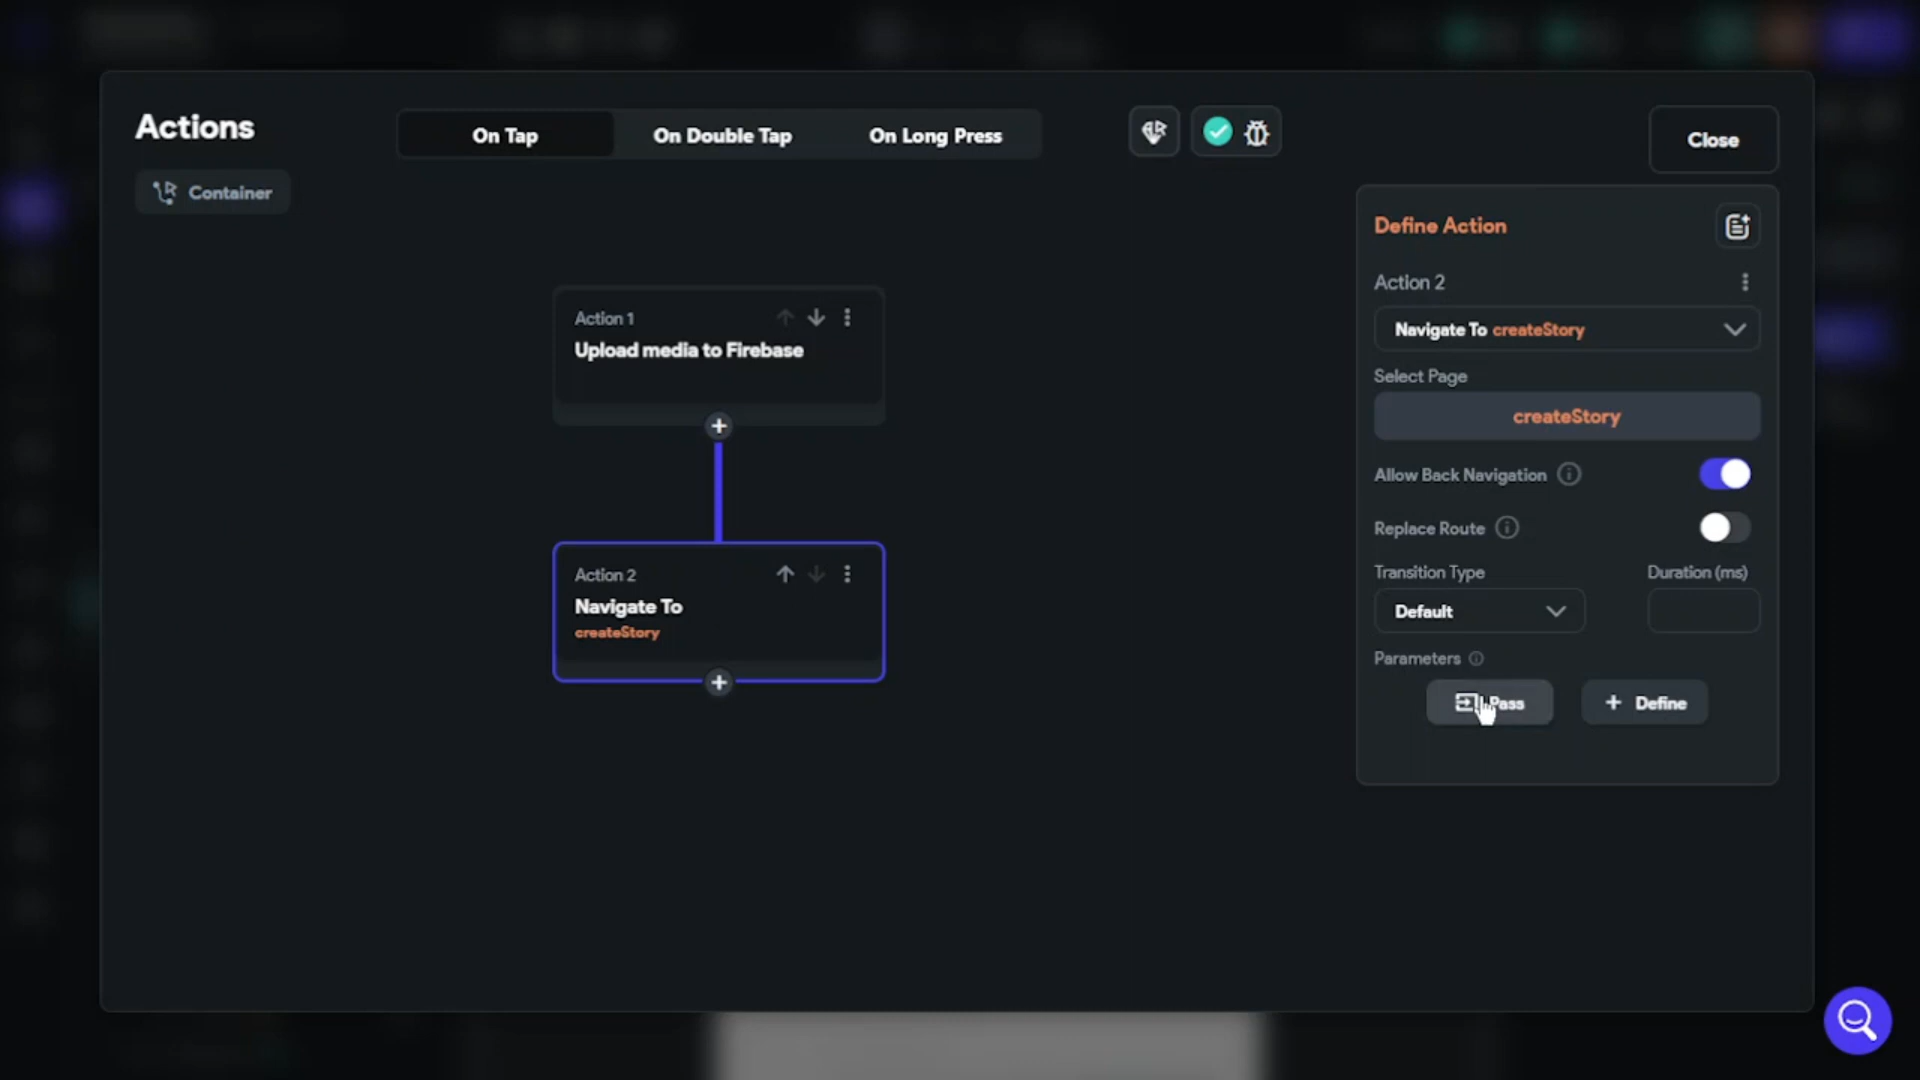 Actions
On Tap
On Double Tap
On Long Press
Close
Container
Define Action
Action 2
Navigate To createStory
Select Page
createStory
Allow Back Navigation
Replace Route
Transition Type
Duration (ms)
Default
Parameters
Pass
+ Define
Action 1
Upload media to Firebase
Action 2
Navigate To
createStory